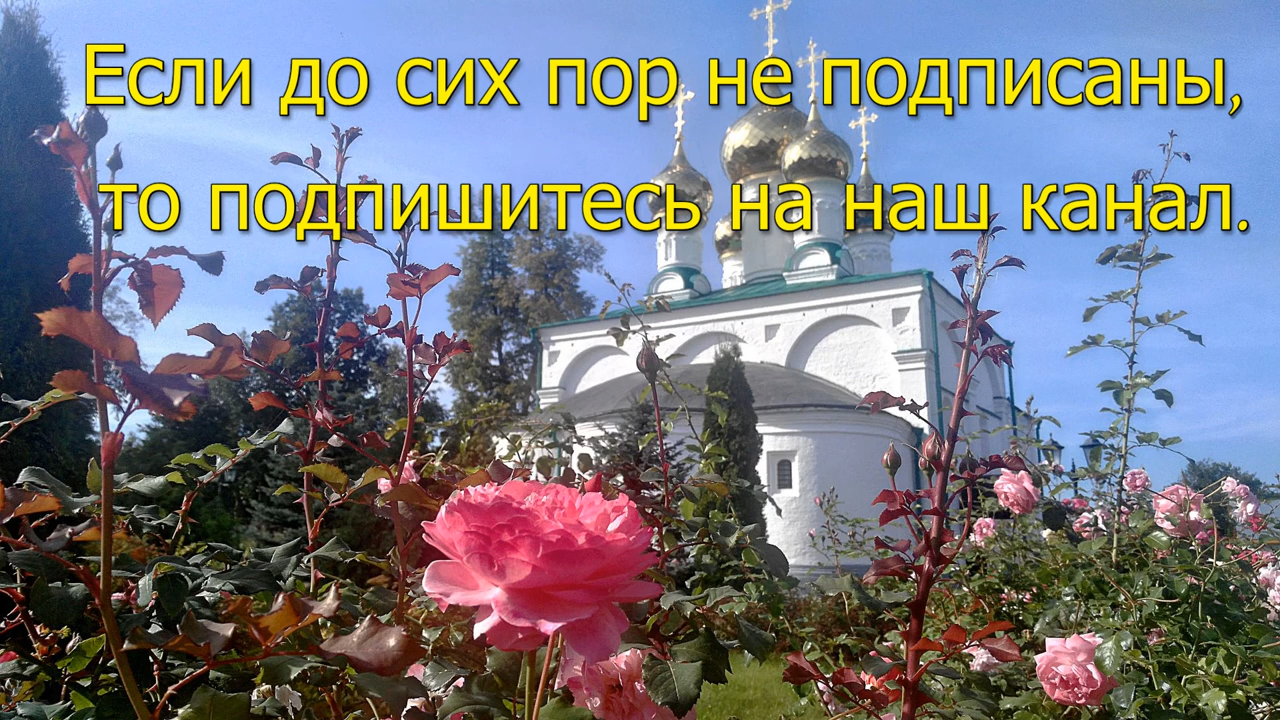 Если до сих пор не подписаны,
то подпишитесь на наш канал.